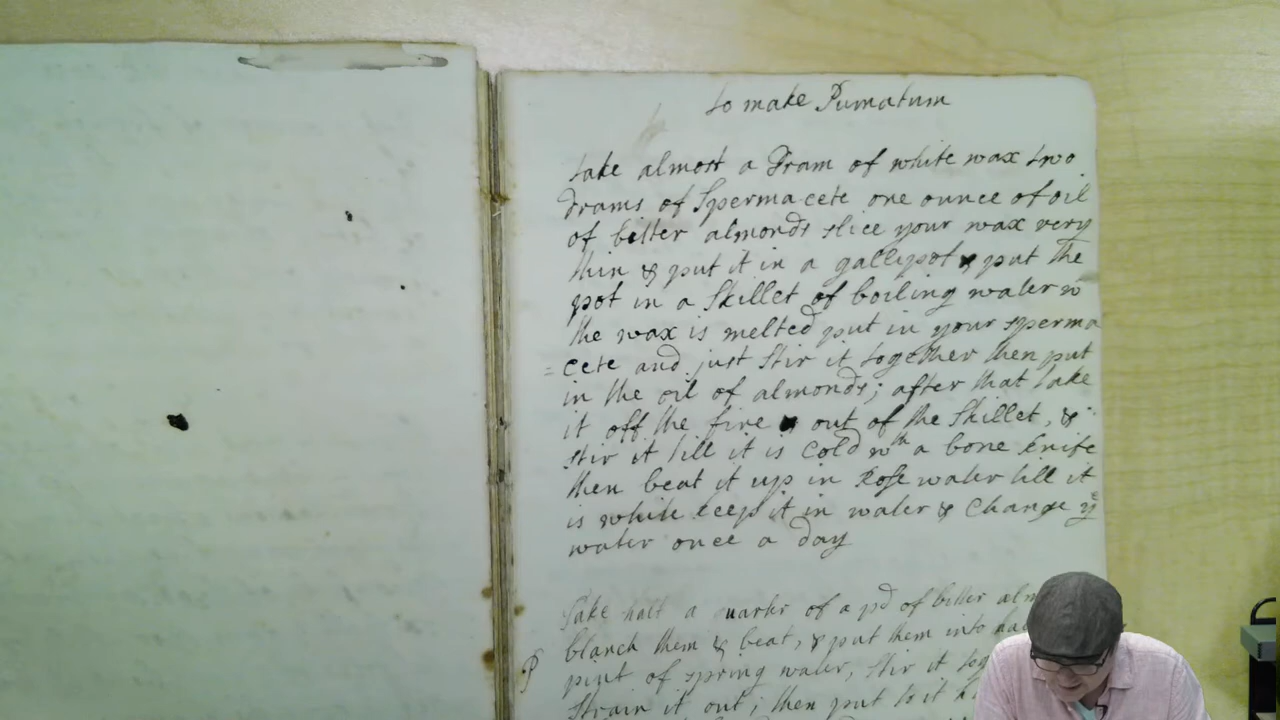 to make Pumatum
take almost a Dram of white wax two
drams of Spermacete one ounce of oil
of bitter almonds slice your wax very
thin & put it in a gallipot & put the
pot in a Skillet of boiling water w
the wax is melted put in your sperma
= cete and just stir it together then put
in the oil of almonds; after that take
it off the fire out of the Skillet, &
stir it till it is cold wth a bone knife
then beat it up in Rose water till it
is white keep it in water & Change ye
water once a day
Take half a quartr of a pd of bitter alm
blanch them & beat, & put them into ha
pint of spring water, stir it tog
strain it out; then put to it